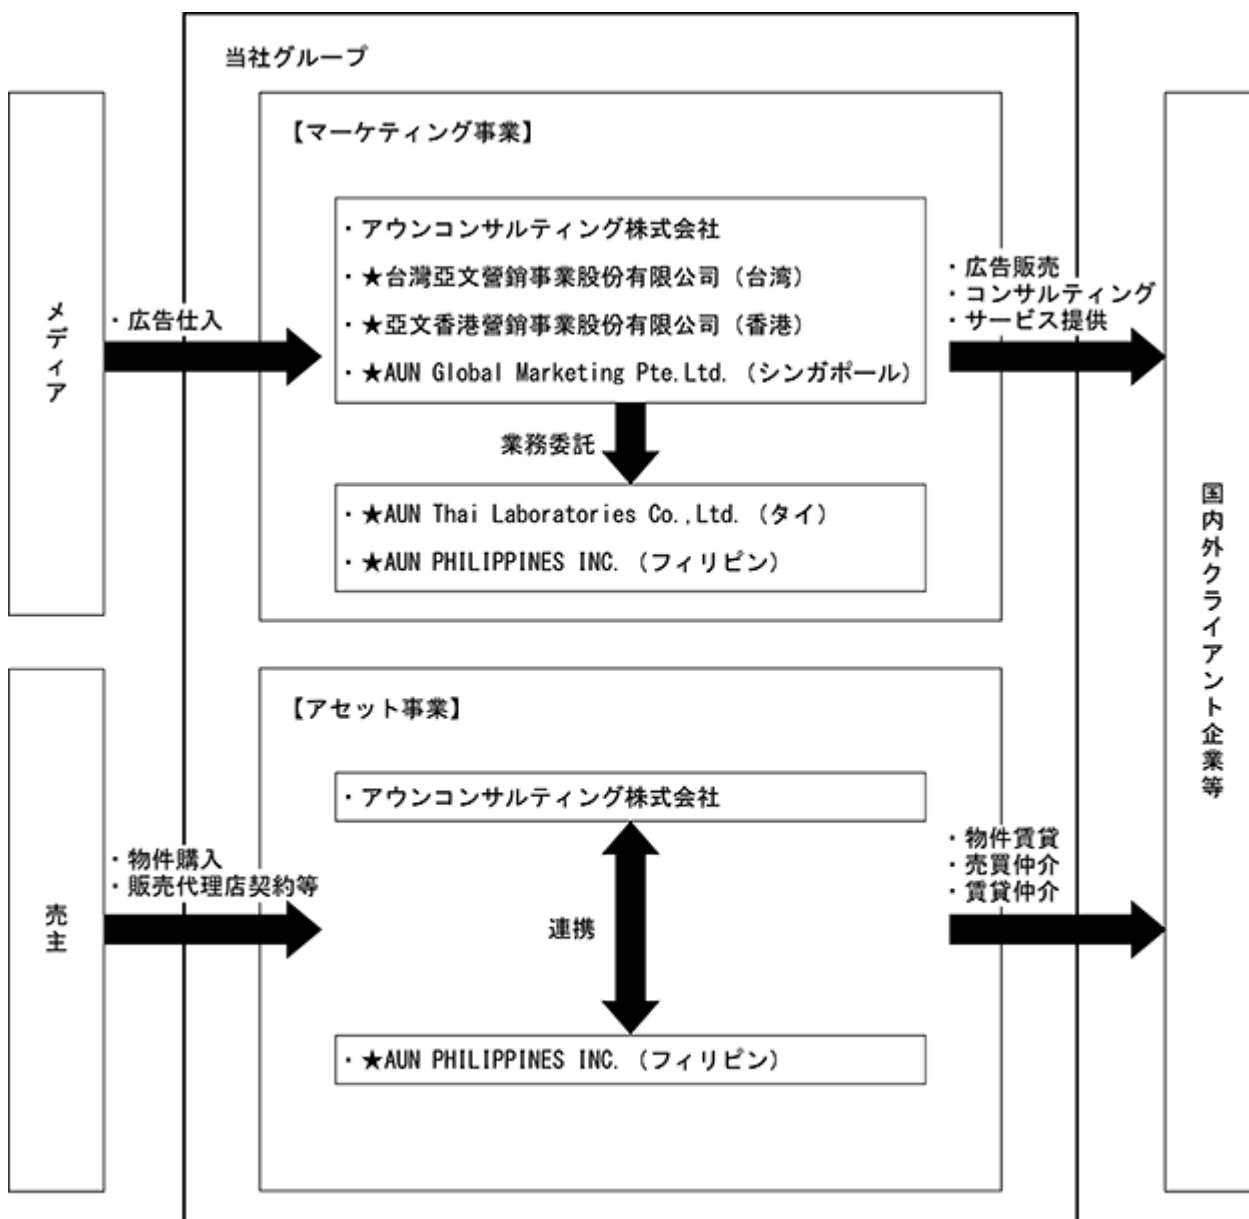 当社グループ
メディア
・広告仕入
【マーケティング事業】
・アウンコンサルティング株式会社
・★台灣亞文營銷事業股份有限公司（台湾）
・★亞文香港營銷事業股份有限公司（香港）
・★AUN Global Marketing Pte.Ltd.（シンガポール）
業務委託
・★AUN Thai Laboratories Co.,Ltd.（タイ）
・★AUN PHILIPPINES INC.（フィリピン）
・広告販売
・コンサルティング
・サービス提供
国内外クライアント企業等
売主
・物件購入
・販売代理店契約等
【アセット事業】
・アウンコンサルティング株式会社
連携
・★AUN PHILIPPINES INC.（フィリピン）
・物件賃貸
・売買仲介
・賃貸仲介